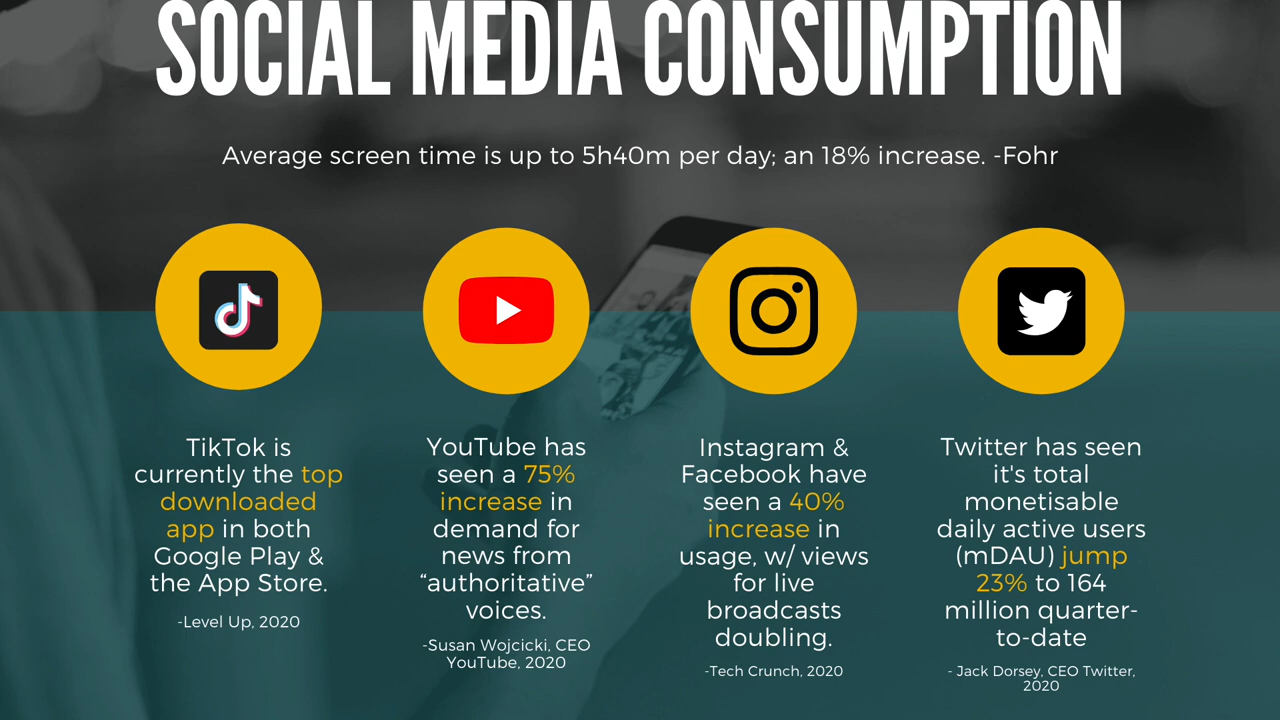 SOCIAL MEDIA CONSUMPTION
Average screen time is up to 5h40m per day; an 18% increase. -Fohr
TikTok is
currently the top
downloaded
app in both
Google Play &
the App Store.
-Level Up, 2020
YouTube has
seen a 75%
increase in
demand for
news from
“authoritative”
voices.
-Susan Wojcicki, CEO
YouTube, 2020
Instagram &
Facebook have
seen a 40%
increase in
usage, w/ views
for live
broadcasts
doubling.
-Tech Crunch, 2020
Twitter has seen
it's total
monetisable
daily active users
(mDAU) jump
23% to 164
million quarter-
to-date
- Jack Dorsey, CEO Twitter,
2020